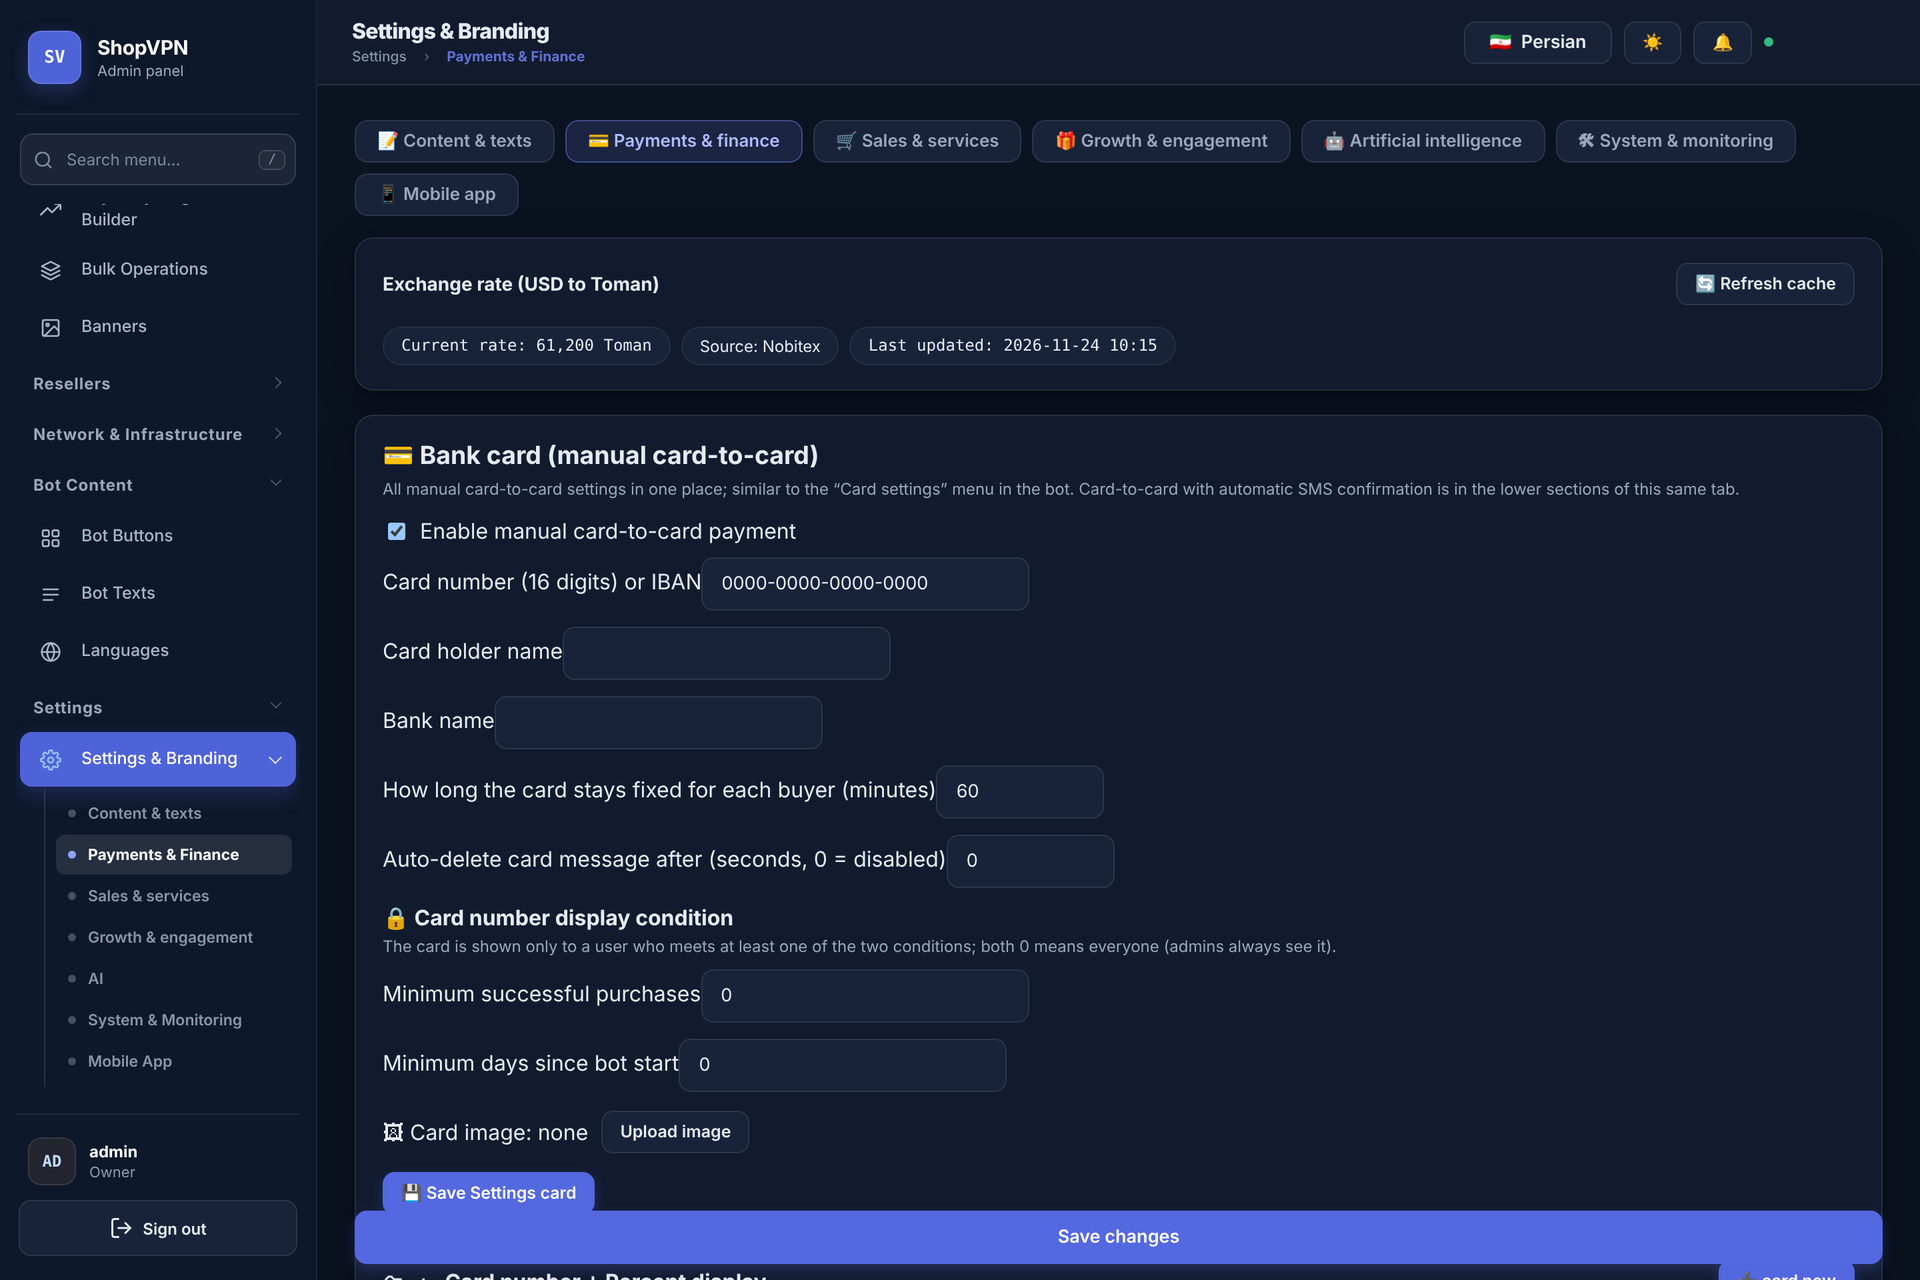 SV
ShopVPN
Admin panel
Search menu...
/
Builder
Bulk Operations
Banners
Resellers
Network & Infrastructure
Bot Content
Bot Buttons
Bot Texts
Languages
Settings
Settings & Branding
Content & texts
Payments & Finance
Sales & services
Growth & engagement
AI
System & Monitoring
Mobile App
AD
admin
Owner
Sign out
Settings & Branding
Settings › Payments & Finance
Persian
Content & texts
Payments & finance
Sales & services
Growth & engagement
Artificial intelligence
System & monitoring
Mobile app
Exchange rate (USD to Toman)
Refresh cache
Current rate: 61,200 Toman
Source: Nobitex
Last updated: 2026-11-24 10:15
Bank card (manual card-to-card)
All manual card-to-card settings in one place; similar to the “Card settings” menu in the bot. Card-to-card with automatic SMS confirmation is in the lower sections of this same tab.
Enable manual card-to-card payment
Card number (16 digits) or IBAN 0000-0000-0000-0000
Card holder name
Bank name
How long the card stays fixed for each buyer (minutes) 60
Auto-delete card message after (seconds, 0 = disabled) 0
Card number display condition
The card is shown only to a user who meets at least one of the two conditions; both 0 means everyone (admins always see it).
Minimum successful purchases 0
Minimum days since bot start 0
Card image: none
Upload image
Save Settings card
Save changes
Card number + Percent display
card new